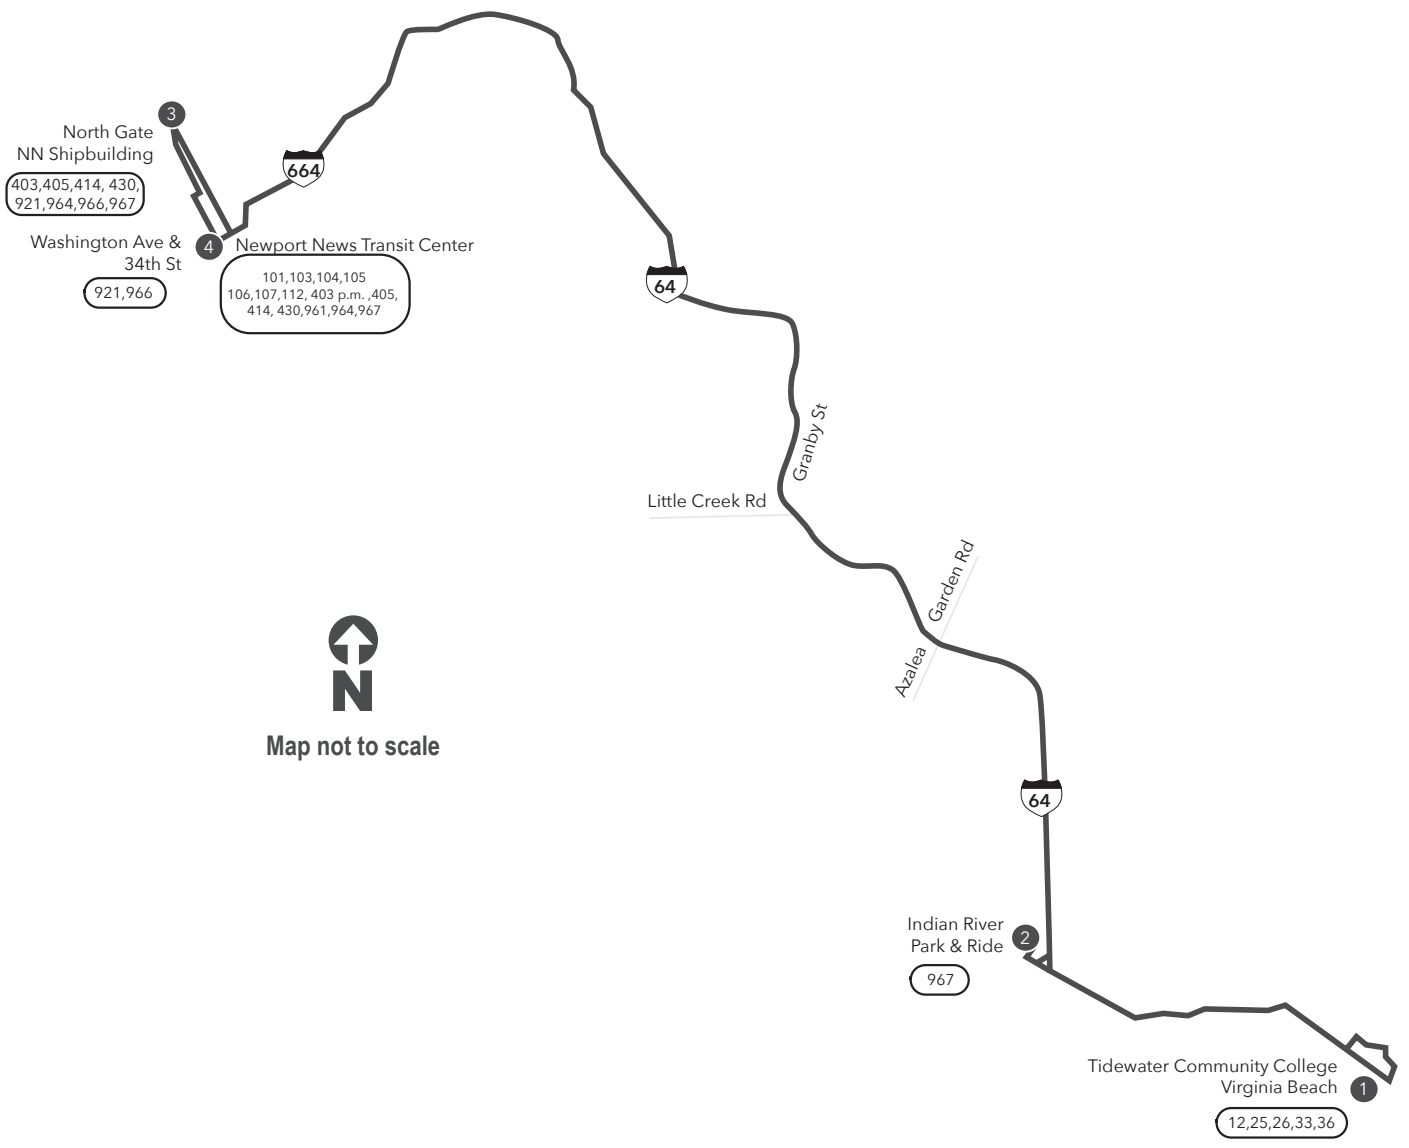 3
North Gate
NN Shipbuilding
403,405,414, 430,
921,964,966,967
664
Washington Ave &
34th St
921,966
4
Newport News Transit Center
101,103,104,105
106,107,112, 403 p.m. ,405,
414, 430,961,964,967
64
Granby St
Little Creek Rd
Azalea Garden Rd
N
Map not to scale
64
Indian River
Park & Ride
2
967
Tidewater Community College
Virginia Beach
1
12,25,26,33,36